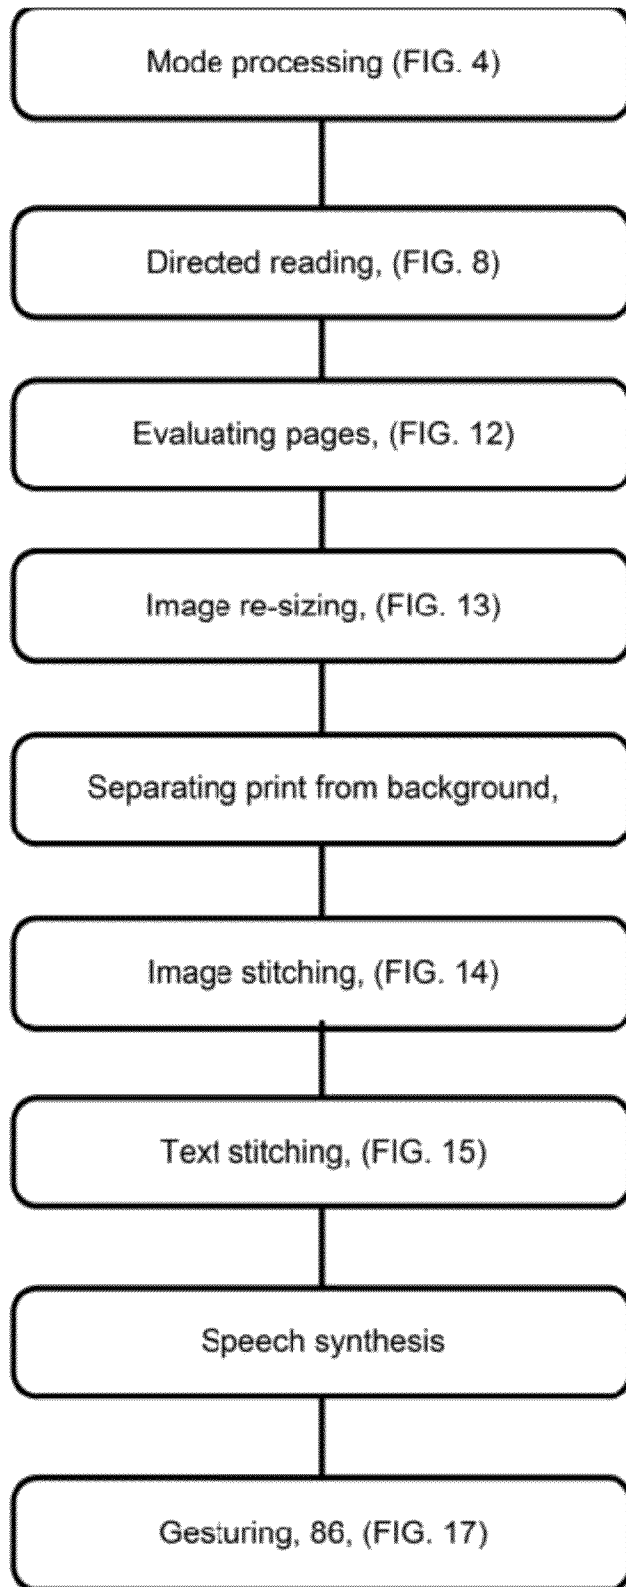 Mode processing (FIG. 4)
Directed reading, (FIG. 8)
Evaluating pages, (FIG. 12)
Image re-sizing, (FIG. 13)
Separating print from background,
Image stitching, (FIG. 14)
Text stitching, (FIG. 15)
Speech synthesis
Gesturing, 86, (FIG. 17)